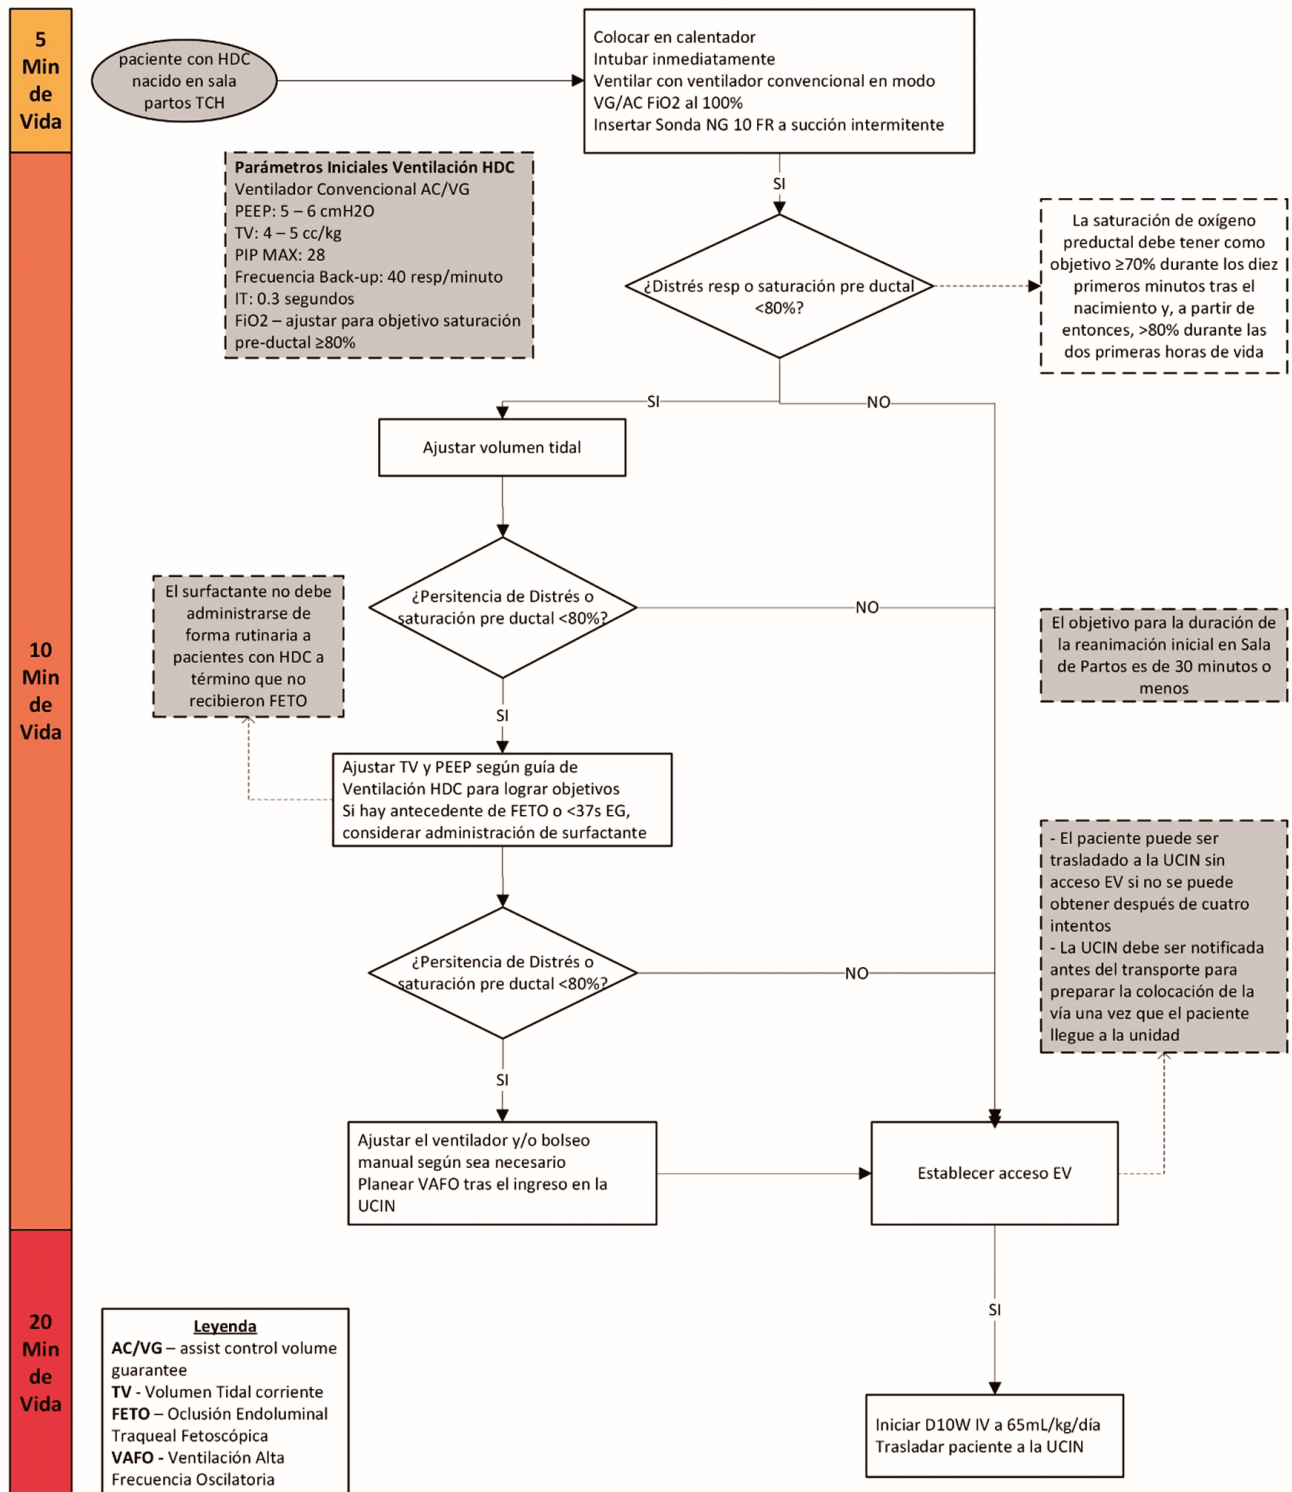 5
Min
de
Vida
paciente con HDC
nacido en sala
partos TCH
Colocar en calentador
Intubar inmediatamente
Ventilar con ventilador convencional en modo
VG/AC FiO2 al 100%
Insertar Sonda NG 10 FR a succión intermitente
Parámetros Iniciales Ventilación HDC
Ventilador Convencional AC/VG
PEEP: 5 – 6 cmH2O
TV: 4 – 5 cc/kg
PIP MAX: 28
Frecuencia Back-up: 40 resp/minuto
IT: 0.3 segundos
FiO2 – ajustar para objetivo saturación
pre-ductal ≥80%
SI
¿Distrés resp o saturación pre ductal
<80%?
La saturación de oxígeno
preductal debe tener como
objetivo ≥70% durante los diez
primeros minutos tras el
nacimiento y, a partir de
entonces, >80% durante las
dos primeras horas de vida
SI
NO
Ajustar volumen tidal
10
Min
de
Vida
¿Persitencia de Distrés o
saturación pre ductal <80%?
NO
El surfactante no debe
administrarse de
forma rutinaria a
pacientes con HDC a
término que no
recibieron FETO
El objetivo para la duración de
la reanimación inicial en Sala
de Partos es de 30 minutos o
menos
SI
Ajustar TV y PEEP según guía de
Ventilación HDC para lograr objetivos
Si hay antecedente de FETO o <37s EG,
considerar administración de surfactante
- El paciente puede ser
trasladado a la UCIN sin
acceso EV si no se puede
obtener después de cuatro
intentos
- La UCIN debe ser notificada
antes del transporte para
preparar la colocación de la
vía una vez que el paciente
llegue a la unidad
¿Persitencia de Distrés o
saturación pre ductal <80%?
NO
SI
Ajustar el ventilador y/o bolseo
manual según sea necesario
Planear VAFO tras el ingreso en la
UCIN
Establecer acceso EV
SI
20
Min
de
Vida
Leyenda
AC/VG – assist control volume
guarantee
TV - Volumen Tidal corriente
FETO – Oclusión Endoluminal
Traqueal Fetoscópica
VAFO - Ventilación Alta
Frecuencia Oscilatoria
Iniciar D10W IV a 65mL/kg/día
Trasladar paciente a la UCIN